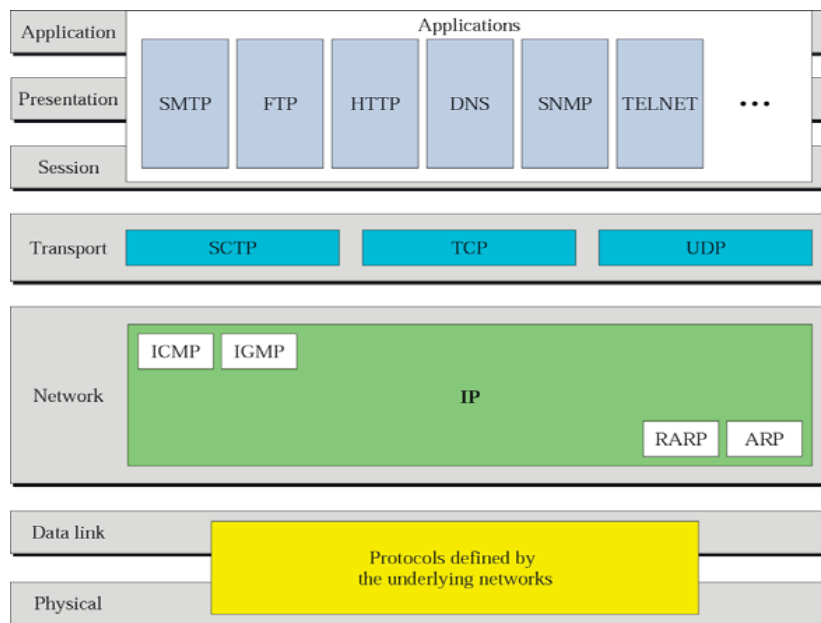 Application
Applications
Presentation
SMTP
FTP
HTTP
DNS
SNMP
TELNET
...
Session
Transport
SCTP
TCP
UDP
Network
ICMP
IGMP
IP
RARP
ARP
Data link
Protocols defined by
the underlying networks
Physical